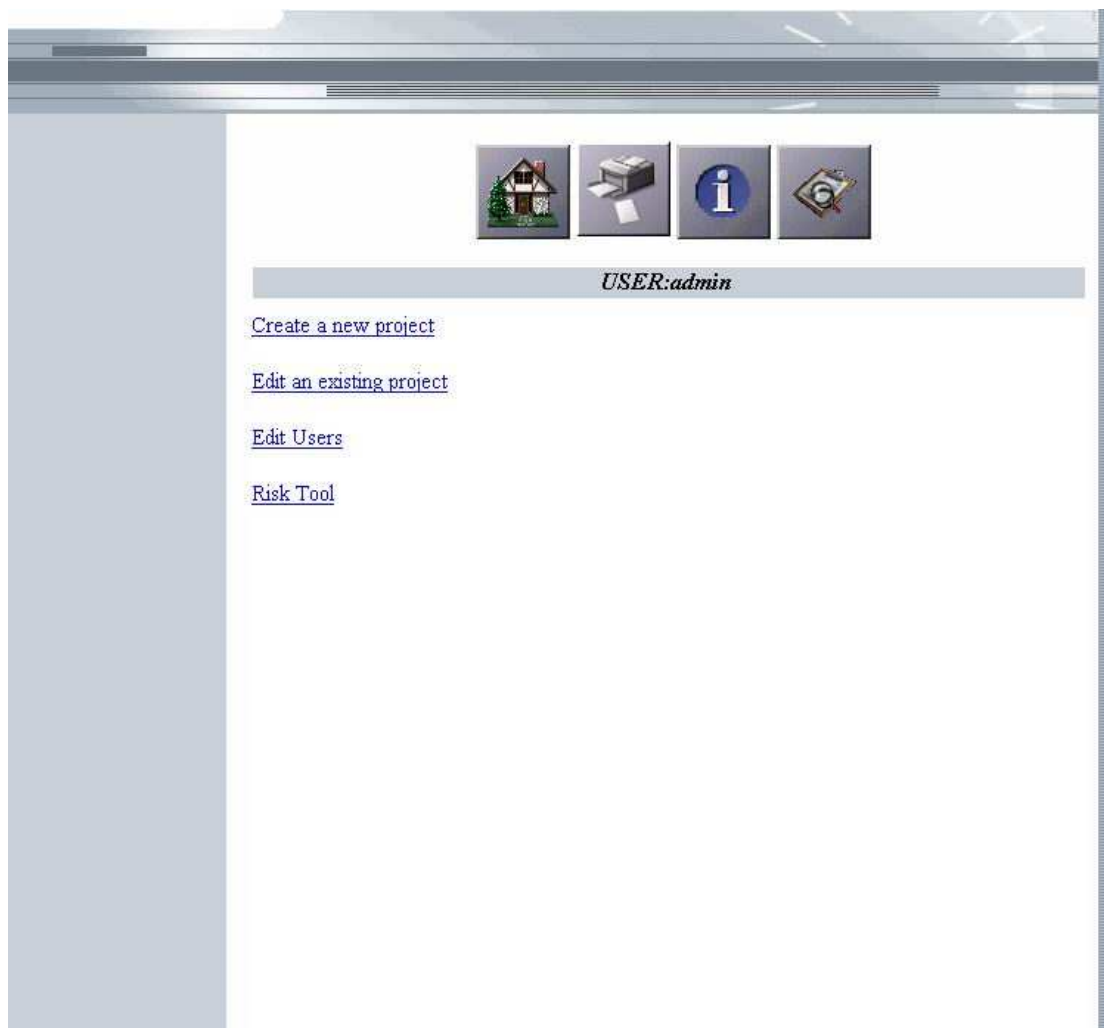 USER:admin
Create a new project
Edit an existing project
Edit Users
Risk Tool